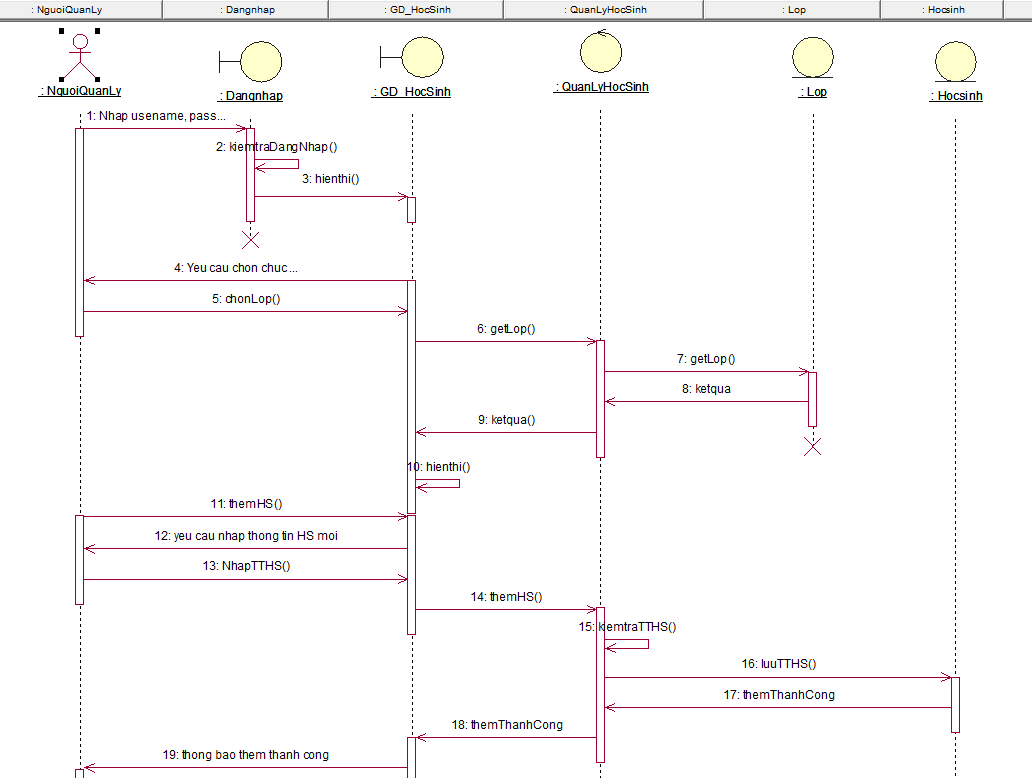 : NguoiQuanLy
: Dangnhap
: GD_HocSinh
: QuanLyHocSinh
: Lop
: Hocsinh
: NguoiQuanLy
: Dangnhap
: GD_HocSinh
: QuanLyHocSinh
: Lop
: Hocsinh
1: Nhap usename, pass...
2: kiemtraDangNhap()
3: hienthi()
4: Yeu cau chon chuc...
5: chonLop()
6: getLop()
7: getLop()
8: ketqua
9: ketqua()
10: hienthi()
11: themHS()
12: yeu cau nhap thong tin HS moi
13: NhapTTHS()
14: themHS()
15: kiemtraTTHS()
16: luuTTHS()
17: themThanhCong
18: themThanhCong
19: thong bao them thanh cong